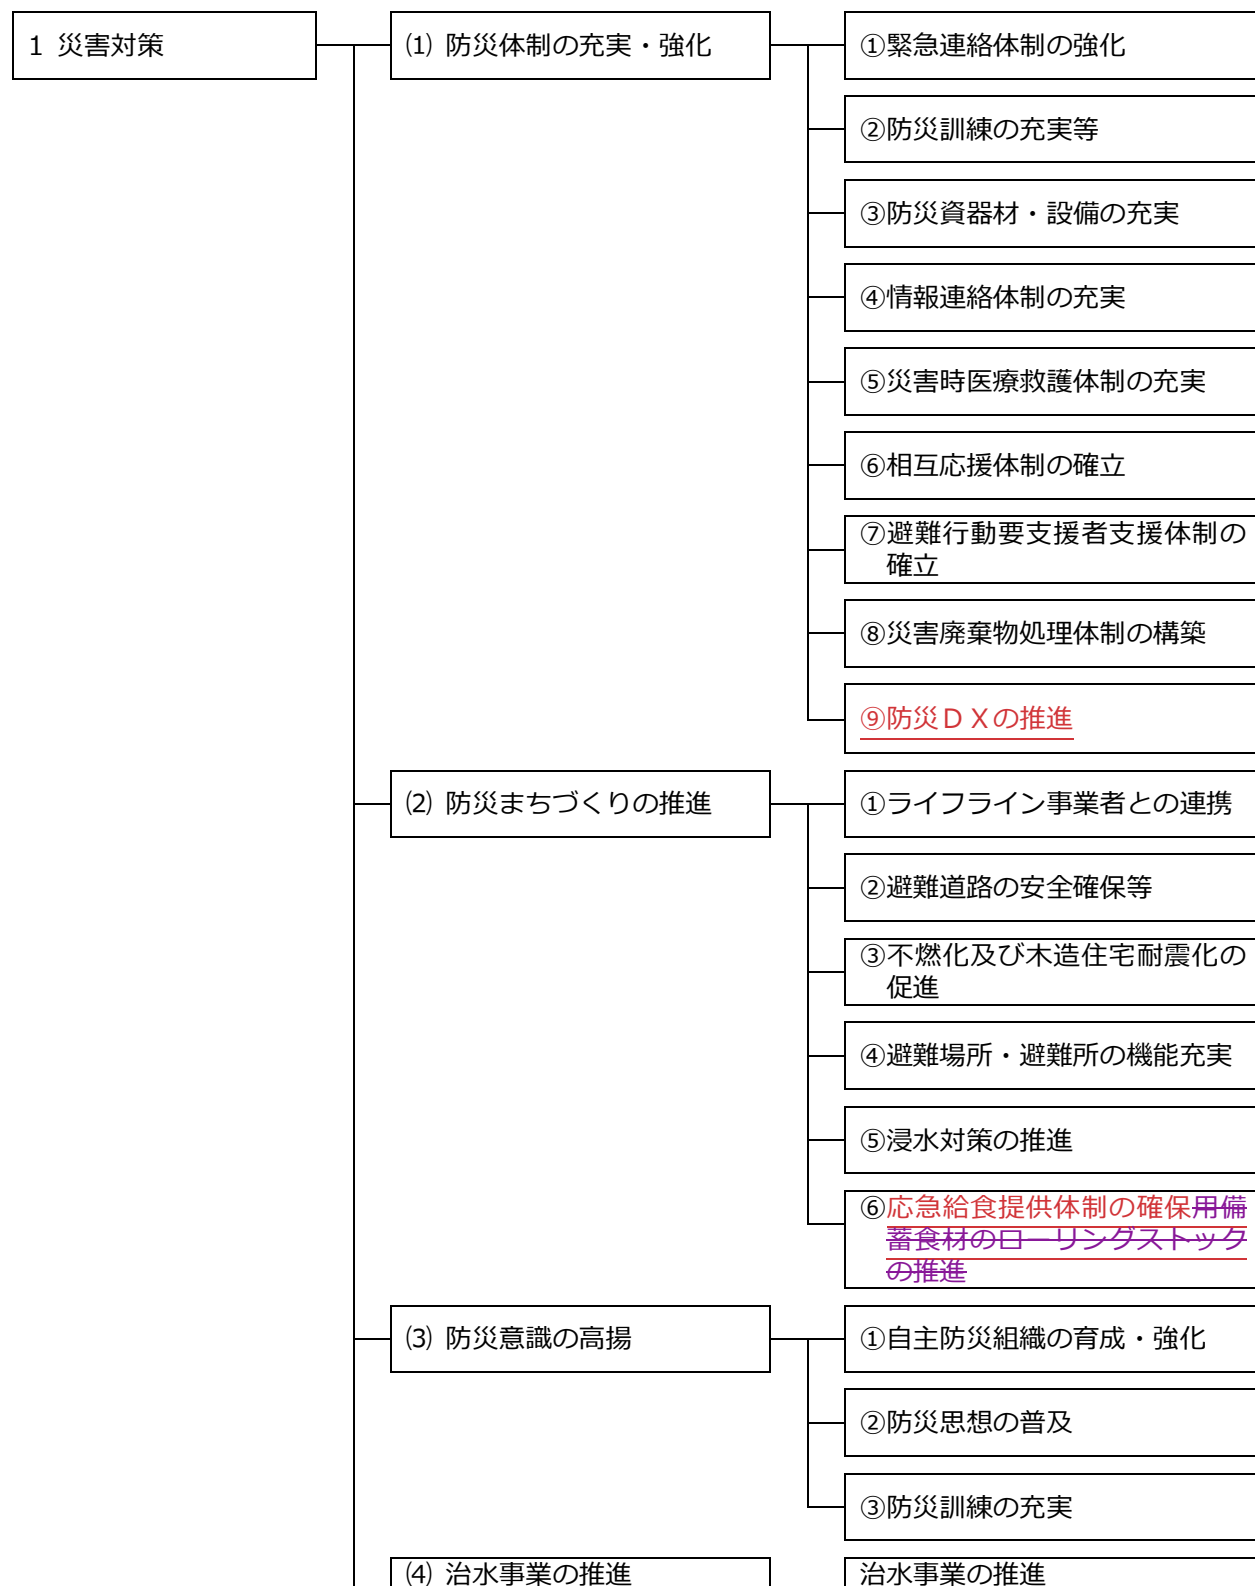 1 災害対策
⑴ 防災体制の充実・強化
①緊急連絡体制の強化
②防災訓練の充実等
③防災資器材・設備の充実
④情報連絡体制の充実
⑤災害時医療救護体制の充実
⑥相互応援体制の確立
⑦避難行動要支援者支援体制の
確立
⑧災害廃棄物処理体制の構築
⑨防災ＤＸの推進
⑵ 防災まちづくりの推進
①ライフライン事業者との連携
②避難道路の安全確保等
③不燃化及び木造住宅耐震化の
促進
④避難場所・避難所の機能充実
⑤浸水対策の推進
⑥応急給食提供体制の確保用備
蓄食材のローリングストック
の推進
⑶ 防災意識の高揚
①自主防災組織の育成・強化
②防災思想の普及
③防災訓練の充実
⑷ 治水事業の推進
治水事業の推進